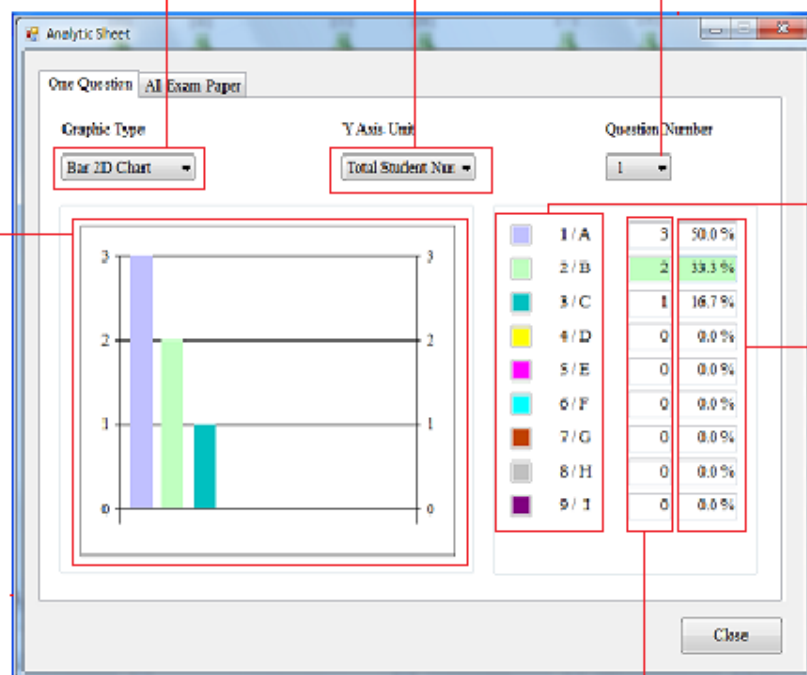 Analytic Sheet
One Question All Exam Paper
Graphic Type Y Axis Unit Question Number
Bar 2D Chart Total Student Nur 1
3 3
2 2
1 1
0 0
1 / A 3 50.0 %
2 / B 2 33.3 %
3 / C 1 16.7 %
4 / D 0 0.0 %
5 / E 0 0.0 %
6 / F 0 0.0 %
7 / G 0 0.0 %
8 / H 0 0.0 %
9 / I 0 0.0 %
Close